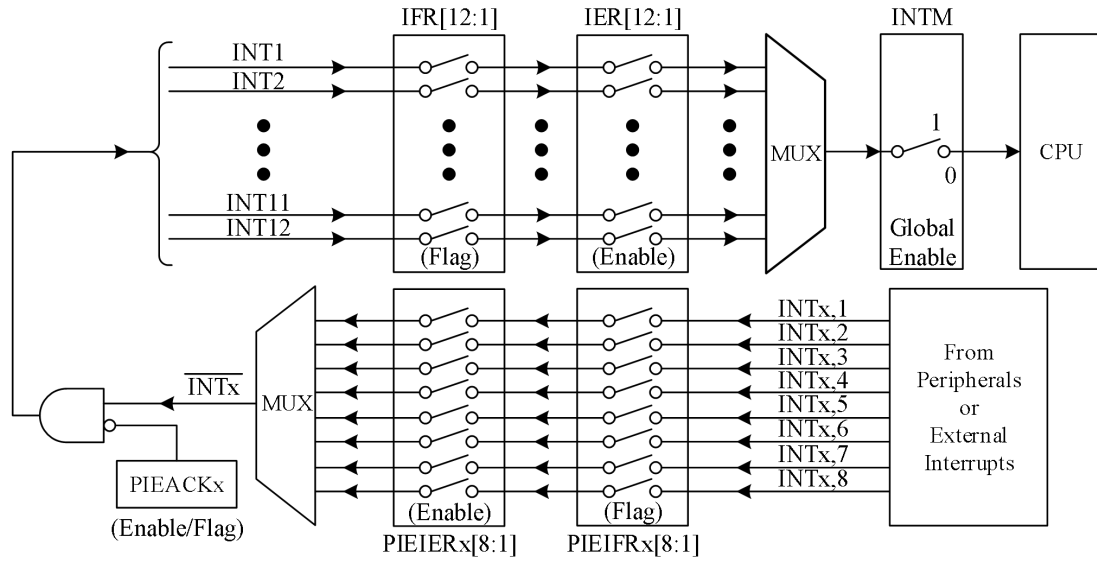 IFR[12:1]
IER[12:1]
INTM
INT1
INT2
INT11
INT12
(Flag)
(Enable)
MUX
1
0
Global
Enable
CPU
INTx
MUX
PIEACKx
(Enable/Flag)
(Enable)
PIEIERx[8:1]
(Flag)
PIEIFRx[8:1]
INTx,1
INTx,2
INTx,3
INTx,4
INTx,5
INTx,6
INTx,7
INTx,8
From
Peripherals
or
External
Interrupts